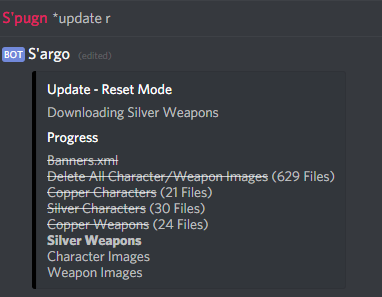 S'pugn *update r
BOT S'argo (edited)
Update - Reset Mode
Downloading Silver Weapons
Progress
Banners.xml
Delete All Character/Weapon Images (629 Files)
Copper Characters (21 Files)
Silver Characters (30 Files)
Copper Weapons (24 Files)
Silver Weapons
Character Images
Weapon Images